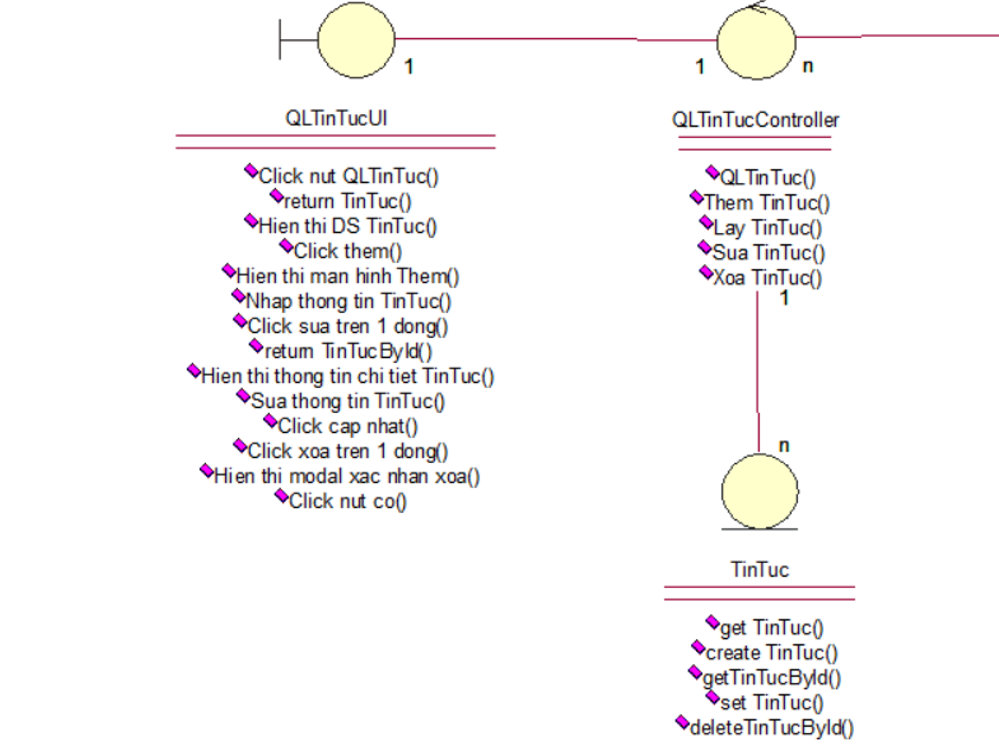 1
1
n
QLTinTucUI
Click nut QLTinTuc()
return TinTuc()
Hien thi DS TinTuc()
Click them()
Hien thi man hinh Them()
Nhap thong tin TinTuc()
Click sua tren 1 dong()
return TinTucById()
Hien thi thong tin chi tiet TinTuc()
Sua thong tin TinTuc()
Click cap nhat()
Click xoa tren 1 dong()
Hien thi modal xac nhan xoa()
Click nut co()
QLTinTucController
QLTinTuc()
Them TinTuc()
Lay TinTuc()
Sua TinTuc()
Xoa TinTuc()
1
n
TinTuc
get TinTuc()
create TinTuc()
getTinTucById()
set TinTuc()
deleteTinTucById()